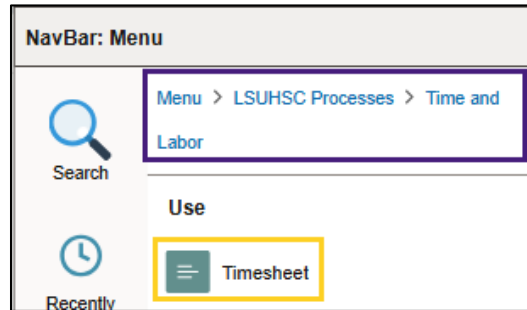 NavBar: Menu
Menu > LSUHSC Processes > Time and
Labor
Search
Use
Timesheet
Recently